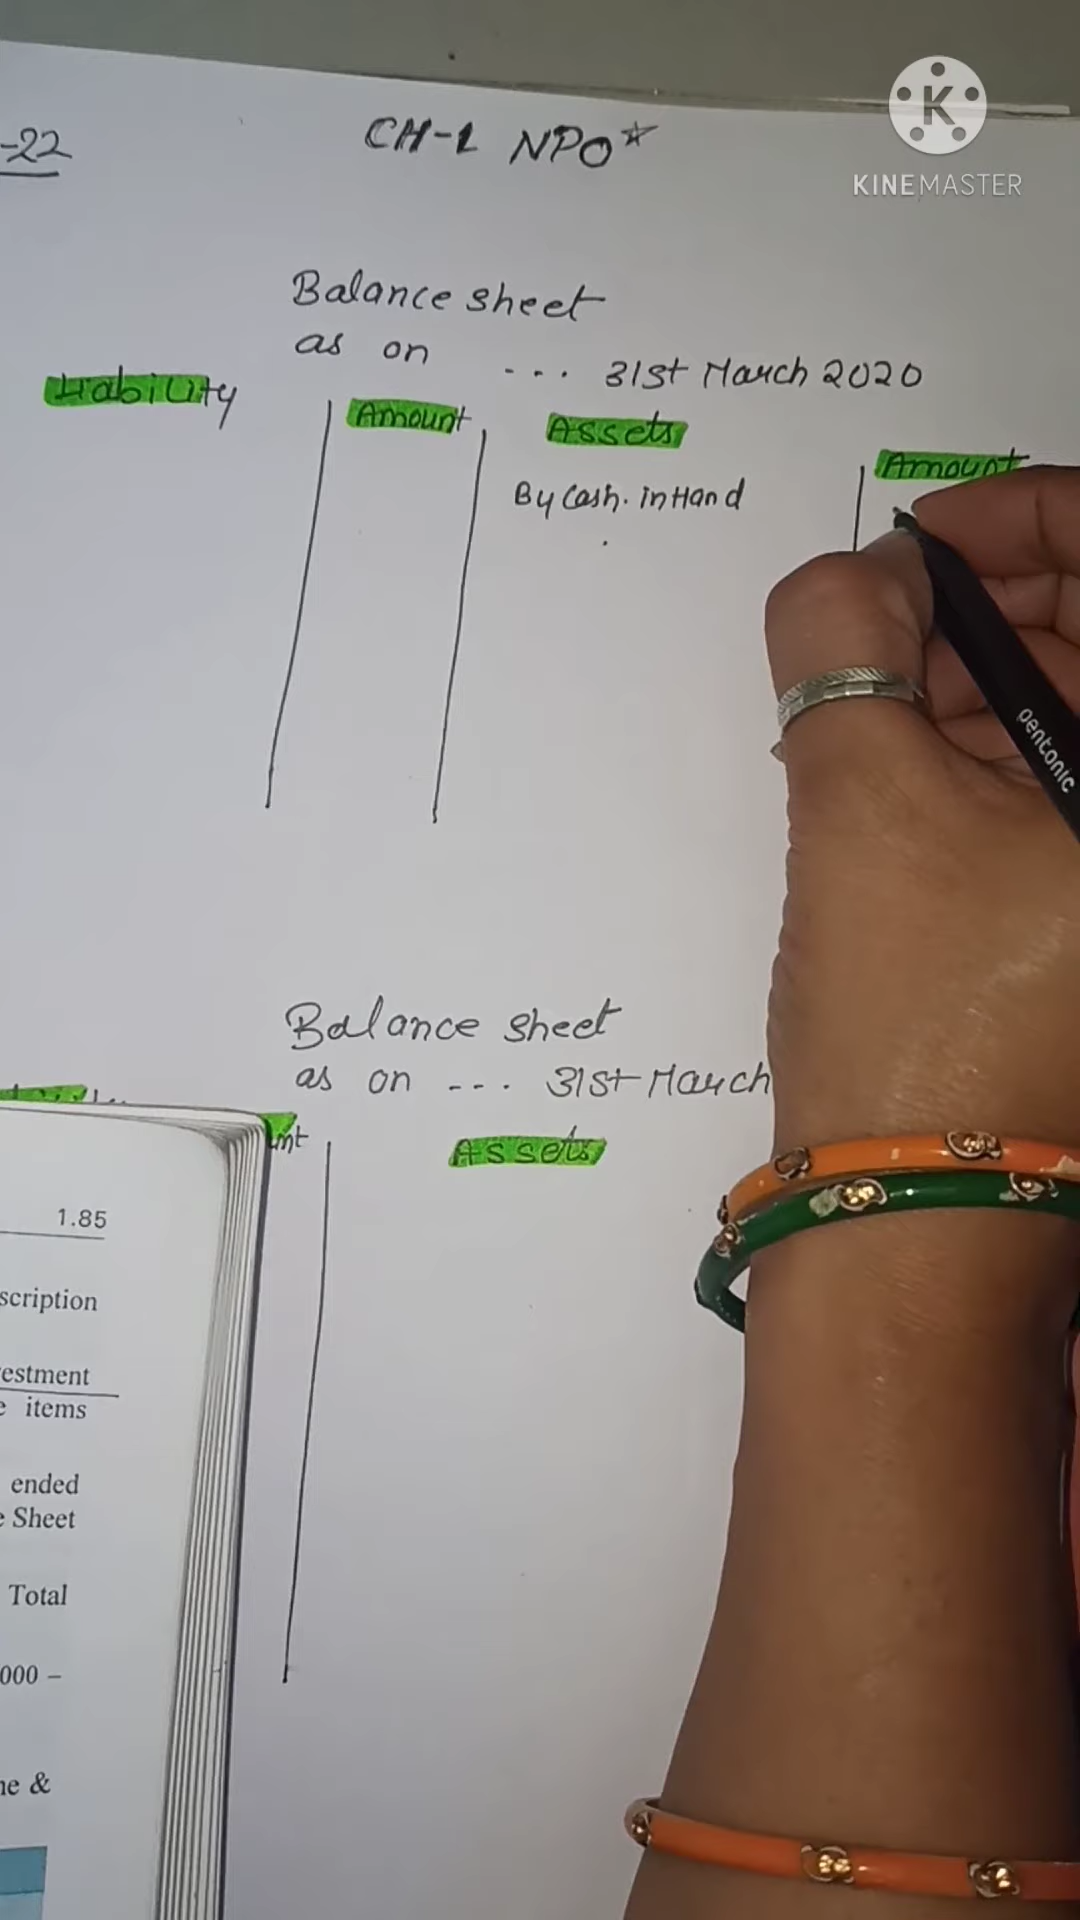 KINEMASTER
-22
CH-1 NPO*
Balance sheet
as on ... 31st March 2020
Liability Amount Assets Amount
By Cash. in Hand
pentonic
Balance sheet
as on --- 31st March
Assets
1.85
scription
estment
items
ended
Sheet
Total
000 –
&